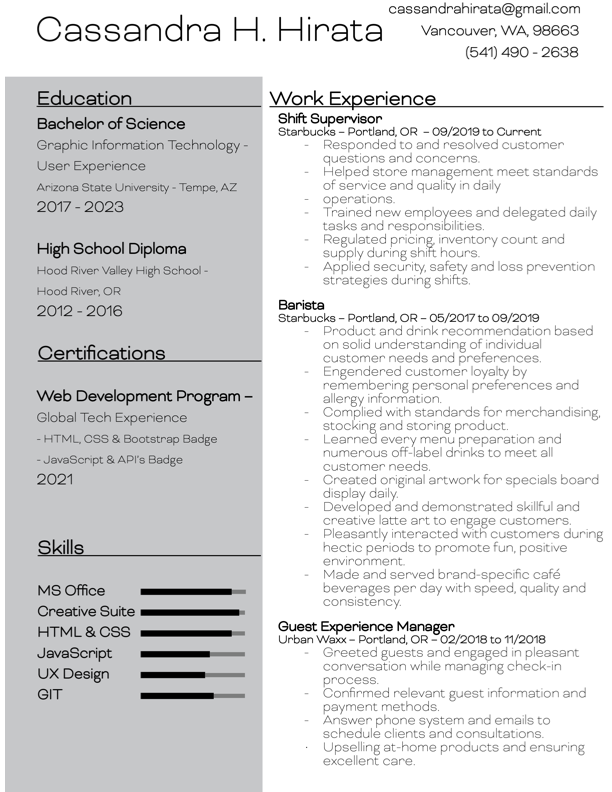 Cassandra H. Hirata
cassandrahirata@gmail.com
Vancouver, WA, 98663
(541) 490 - 2638
Education
Bachelor of Science
Graphic Information Technology -
User Experience
Arizona State University - Tempe, AZ
2017 - 2023
High School Diploma
Hood River Valley High School -
Hood River, OR
2012 - 2016
Certifications
Web Development Program –
Global Tech Experience
- HTML, CSS & Bootstrap Badge
- JavaScript & API's Badge
2021
Skills
MS Office
Creative Suite
HTML & CSS
JavaScript
UX Design
GIT
Work Experience
Shift Supervisor
Starbucks – Portland, OR – 09/2019 to Current
- Responded to and resolved customer
questions and concerns.
- Helped store management meet standards
of service and quality in daily
- operations.
- Trained new employees and delegated daily
tasks and responsibilities.
- Regulated pricing, inventory count and
supply during shift hours.
- Applied security, safety and loss prevention
strategies during shifts.
Barista
Starbucks – Portland, OR – 05/2017 to 09/2019
- Product and drink recommendation based
on solid understanding of individual
customer needs and preferences.
- Engendered customer loyalty by
remembering personal preferences and
allergy information.
- Complied with standards for merchandising,
stocking and storing product.
- Learned every menu preparation and
numerous off-label drinks to meet all
customer needs.
- Created original artwork for specials board
display daily.
- Developed and demonstrated skillful and
creative latte art to engage customers.
- Pleasantly interacted with customers during
hectic periods to promote fun, positive
environment.
- Made and served brand-specific café
beverages per day with speed, quality and
consistency.
Guest Experience Manager
Urban Waxx – Portland, OR – 02/2018 to 11/2018
- Greeted guests and engaged in pleasant
conversation while managing check-in
process.
- Confirmed relevant guest information and
payment methods.
- Answer phone system and emails to
schedule clients and consultations.
· Upselling at-home products and ensuring
excellent care.